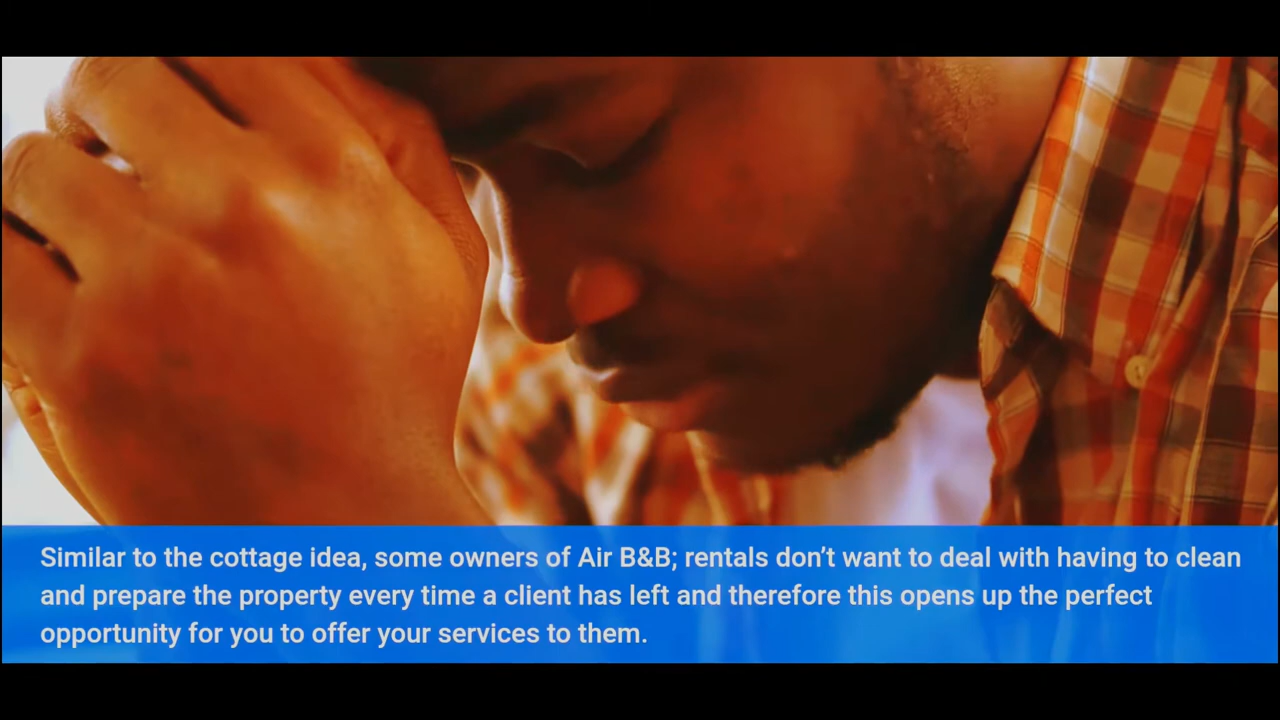 Similar to the cottage idea, some owners of Air B&B; rentals don’t want to deal with having to clean
and prepare the property every time a client has left and therefore this opens up the perfect
opportunity for you to offer your services to them.